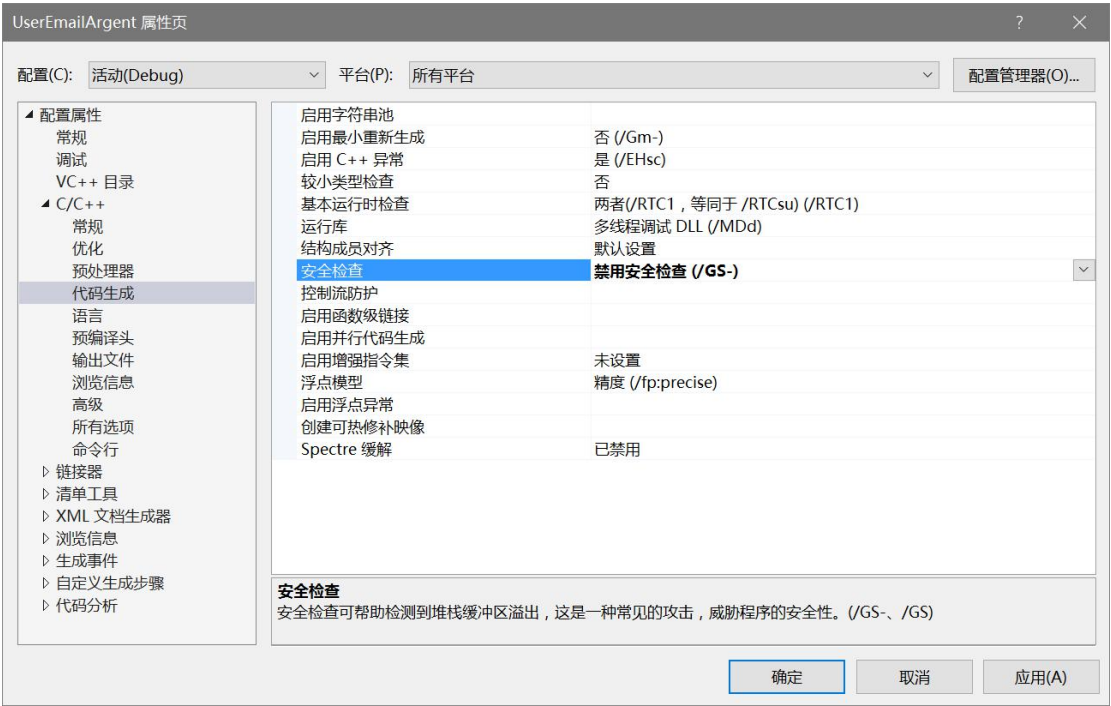 UserEmailArgent 属性页
配置(C): 活动(Debug) 平台(P): 所有平台 配置管理器(O)...
配置属性
常规
调试
VC++ 目录
C/C++
常规
优化
预处理器
代码生成
语言
预编译头
输出文件
浏览信息
高级
所有选项
命令行
链接器
清单工具
XML 文档生成器
浏览信息
生成事件
自定义生成步骤
代码分析
启用字符串池
启用最小重新生成 否 (/Gm-)
启用 C++ 异常 是 (/EHsc)
较小类型检查 否
基本运行时检查 两者(/RTC1，等同于 /RTCsu) (/RTC1)
运行库 多线程调试 DLL (/MDd)
结构成员对齐 默认设置
安全检查 禁用安全检查 (/GS-)
控制流防护
启用函数级链接
启用并行代码生成
启用增强指令集 未设置
浮点模型 精度 (/fp:precise)
启用浮点异常
创建可热修补映像
Spectre 缓解 已禁用
安全检查
安全检查可帮助检测到堆栈缓冲区溢出，这是一种常见的攻击，威胁程序的安全性。(/GS-、/GS)
确定 取消 应用(A)